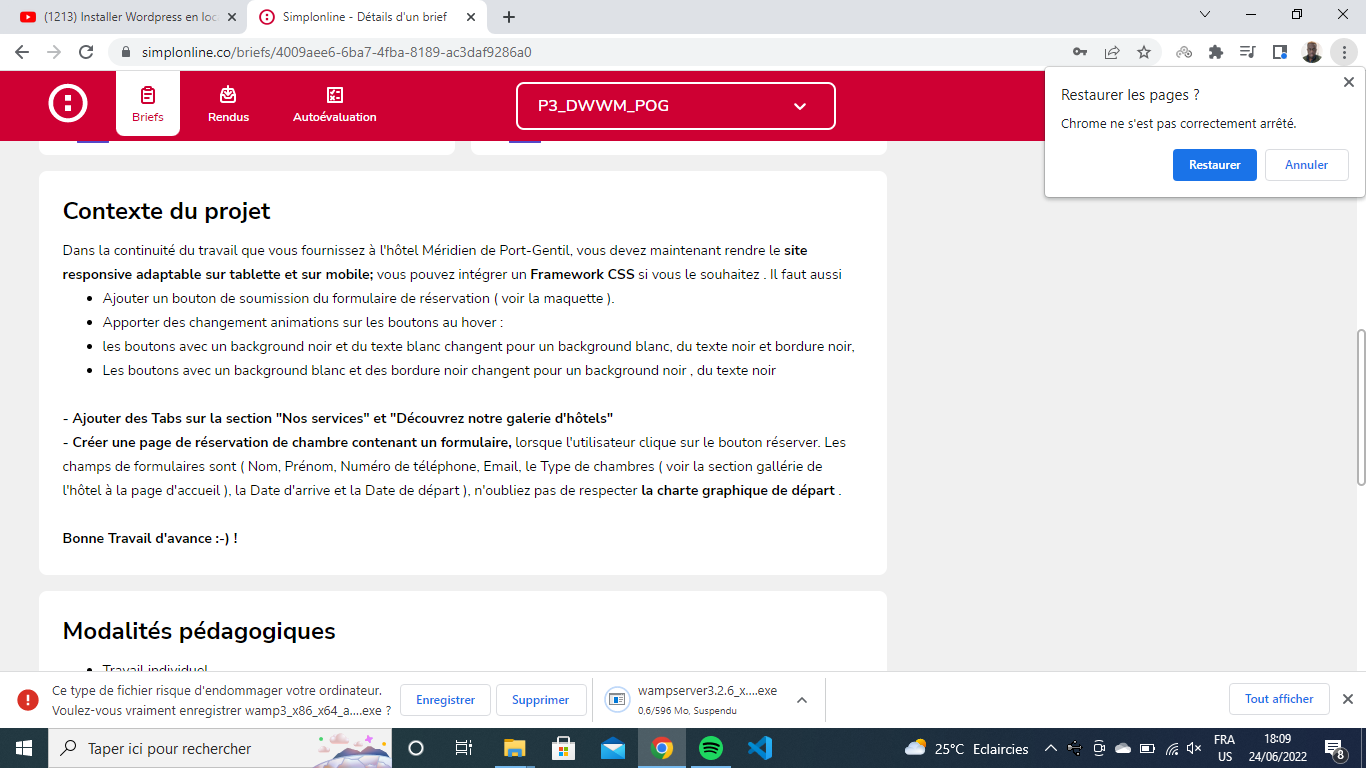 (1213) Installer Wordpress en loc
Simplonline - Détails d'un brief
simplonline.co/briefs/4009aee6-6ba7-4fba-8189-ac3daf9286a0
Briefs
Rendus
Autoévaluation
P3_DWWM_POG
Restaurer les pages ?
Chrome ne s'est pas correctement arrêté.
Restaurer
Annuler
Contexte du projet
Dans la continuité du travail que vous fournissez à l'hôtel Méridien de Port-Gentil, vous devez maintenant rendre le site
responsive adaptable sur tablette et sur mobile; vous pouvez intégrer un Framework CSS si vous le souhaitez . Il faut aussi
• Ajouter un bouton de soumission du formulaire de réservation ( voir la maquette ).
• Apporter des changement animations sur les boutons au hover :
• les boutons avec un background noir et du texte blanc changent pour un background blanc, du texte noir et bordure noir,
• Les boutons avec un background blanc et des bordure noir changent pour un background noir , du texte noir
- Ajouter des Tabs sur la section "Nos services" et "Découvrez notre galerie d'hôtels"
- Créer une page de réservation de chambre contenant un formulaire, lorsque l'utilisateur clique sur le bouton réserver. Les
champs de formulaires sont ( Nom, Prénom, Numéro de téléphone, Email, le Type de chambres ( voir la section gallérie de
l'hôtel à la page d'accueil ), la Date d'arrive et la Date de départ ), n'oubliez pas de respecter la charte graphique de départ .
Bonne Travail d'avance :-) !
Modalités pédagogiques
• Travail individuel
Ce type de fichier risque d'endommager votre ordinateur.
Voulez-vous vraiment enregistrer wamp3_x86_x64_a....exe ?
Enregistrer
Supprimer
wampserver3.2.6_x....exe
0,6/596 Mo, Suspendu
Tout afficher
Taper ici pour rechercher
25°C Eclaircies
FRA
US
18:09
24/06/2022
8